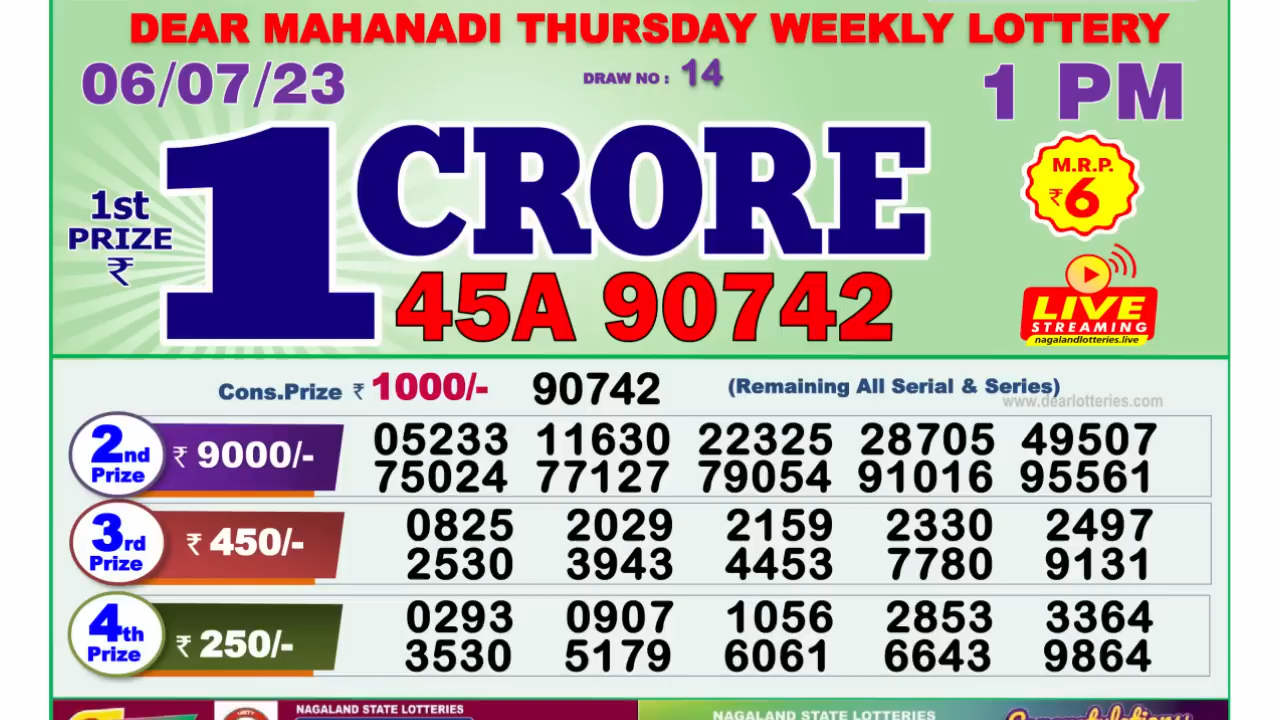 DEAR MAHANADI THURSDAY WEEKLY LOTTERY
06/07/23
DRAW NO : 14
1 PM
1st
PRIZE
₹
1 CRORE
45A 90742
M.R.P.
₹6
LIVE
STREAMING
nagalandlotteries.live
Cons.Prize ₹ 1000/- 90742 (Remaining All Serial & Series)
www.dearlotteries.com
2nd Prize ₹ 9000/-
05233 11630 22325 28705 49507
75024 77127 79054 91016 95561
3rd Prize ₹ 450/-
0825 2029 2159 2330 2497
2530 3943 4453 7780 9131
4th Prize ₹ 250/-
0293 0907 1056 2853 3364
3530 5179 6061 6643 9864
NAGALAND STATE LOTTERIES
NAGALAND STATE LOTTERIES
Congratulations